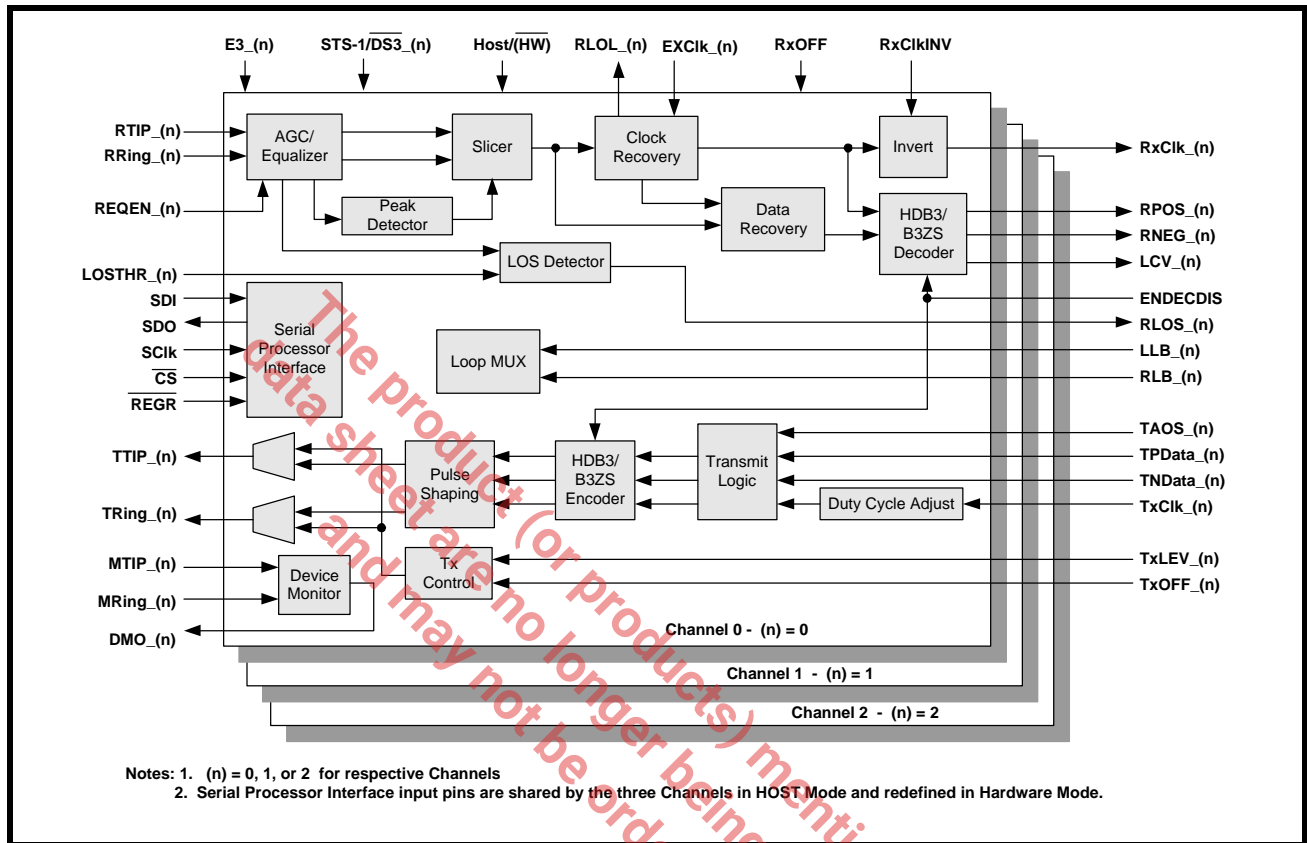 E3_(n) STS-1/DS3_(n) Host/(HW) RLOL_(n) EXClk_(n) RxOFF RxClkINV
RTIP_(n)
RRing_(n)
REQEN_(n)
LOSTHR_(n)
SDI
SDO
SClk
CS
REGR
TTIP_(n)
TRing_(n)
MTIP_(n)
MRing_(n)
DMO_(n)
AGC/
Equalizer
Peak
Detector
Slicer
Clock
Recovery
Invert
Data
Recovery
HDB3/
B3ZS
Decoder
LOS Detector
Serial
Processor
Interface
Loop MUX
Pulse
Shaping
HDB3/
B3ZS
Encoder
Transmit
Logic
Duty Cycle Adjust
Tx
Control
Device
Monitor
RxClk_(n)
RPOS_(n)
RNEG_(n)
LCV_(n)
ENDECDIS
RLOS_(n)
LLB_(n)
RLB_(n)
TAOS_(n)
TPData_(n)
TNData_(n)
TxClk_(n)
TxLEV_(n)
TxOFF_(n)
Channel 0 - (n) = 0
Channel 1 - (n) = 1
Channel 2 - (n) = 2
Notes: 1. (n) = 0, 1, or 2 for respective Channels
2. Serial Processor Interface input pins are shared by the three Channels in HOST Mode and redefined in Hardware Mode.
The product (or products) menti
data sheet are no longer being
and may not be orde